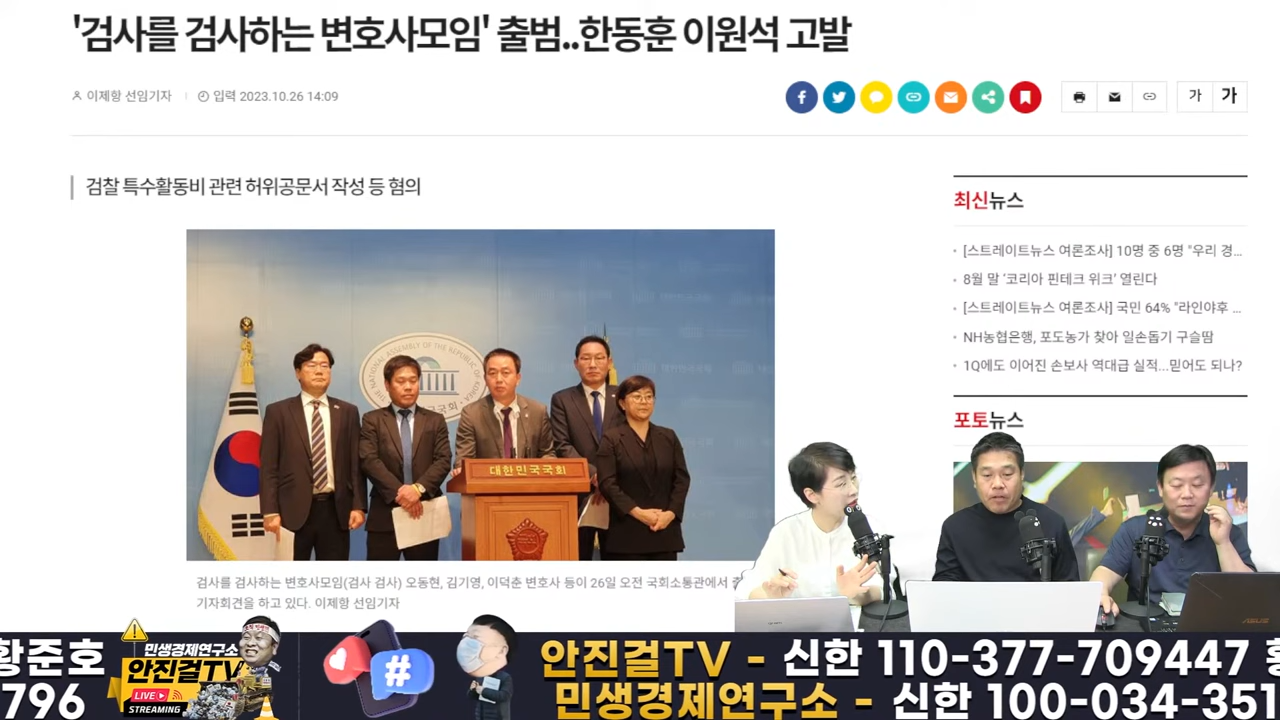 '검사를 검사하는 변호사모임' 출범..한동훈 이원석 고발
이제항 선임기자
입력 2023.10.26 14:09
가 가
검찰 특수활동비 관련 허위공문서 작성 등 혐의
대한민국국회
검사를 검사하는 변호사모임(검사 검사) 오동현, 김기영, 이덕춘 변호사 등이 26일 오전 국회소통관에서
기자회견을 하고 있다. 이제항 선임기자
최신뉴스
[스트레이트뉴스 여론조사] 10명 중 6명 "우리 경...
8월 말 '코리아 핀테크 위크' 열린다
[스트레이트뉴스 여론조사] 국민 64% "라인야후 ...
NH농협은행, 포도농가 찾아 일손돕기 구슬땀
1Q에도 이어진 손보사 역대급 실적...믿어도 되나?
포토뉴스
ASUS
황준호
796
민생경제연구소
안진걸TV
LIVE
STREAMING
#
안진걸TV - 신한 110-377-709447
민생경제연구소 - 신한 100-034-351